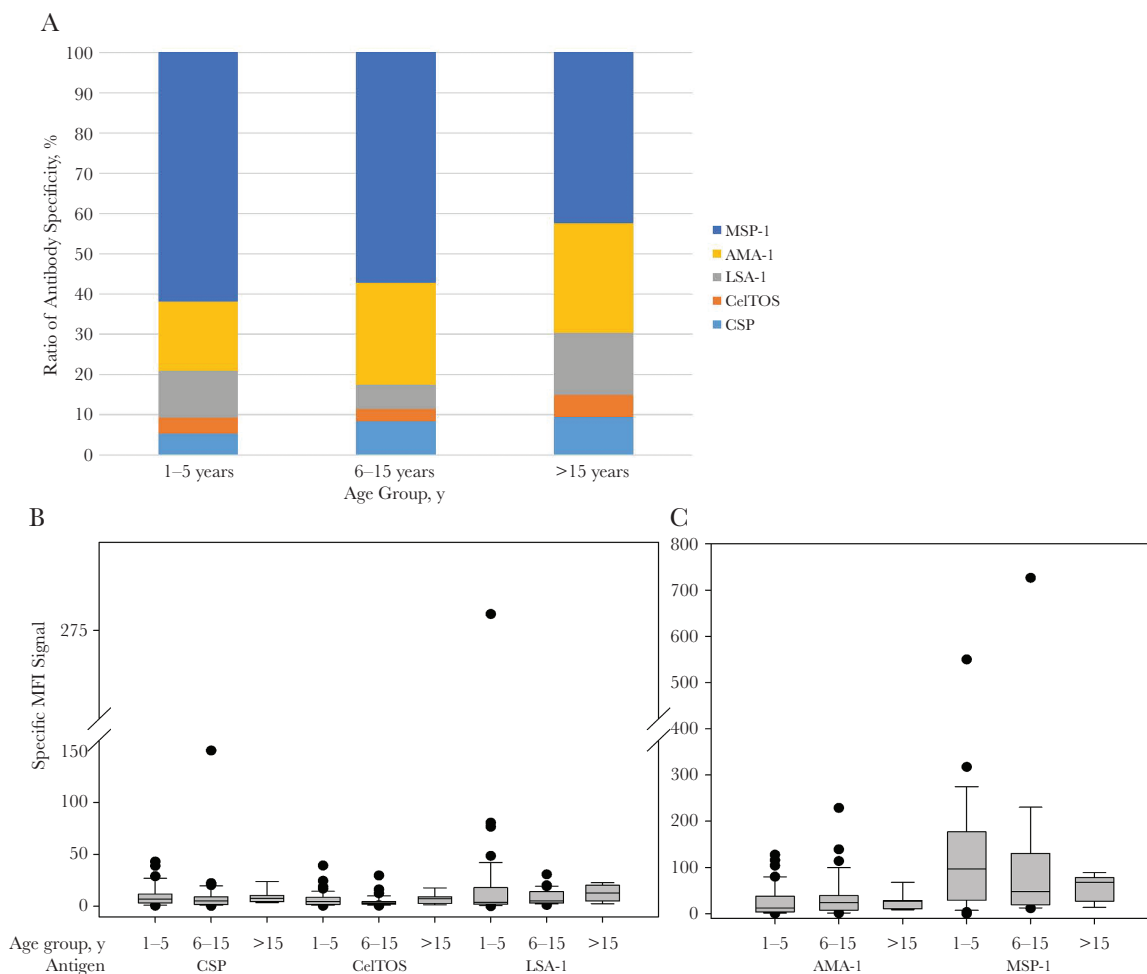 A
Ratio of Antibody Specificity, %
100
90
80
70
60
50
40
30
20
10
0
1–5 years 6–15 years >15 years
Age Group, y
MSP-1
AMA-1
LSA-1
CelTOS
CSP
B
Specific MFI Signal
275
150
100
50
0
Age group, y 1–5 6–15 >15 1–5 6–15 >15 1–5 6–15 >15
Antigen CSP CelTOS LSA-1
C
800
700
600
500
400
300
200
100
0
1–5 6–15 >15 1–5 6–15 >15
AMA-1 MSP-1